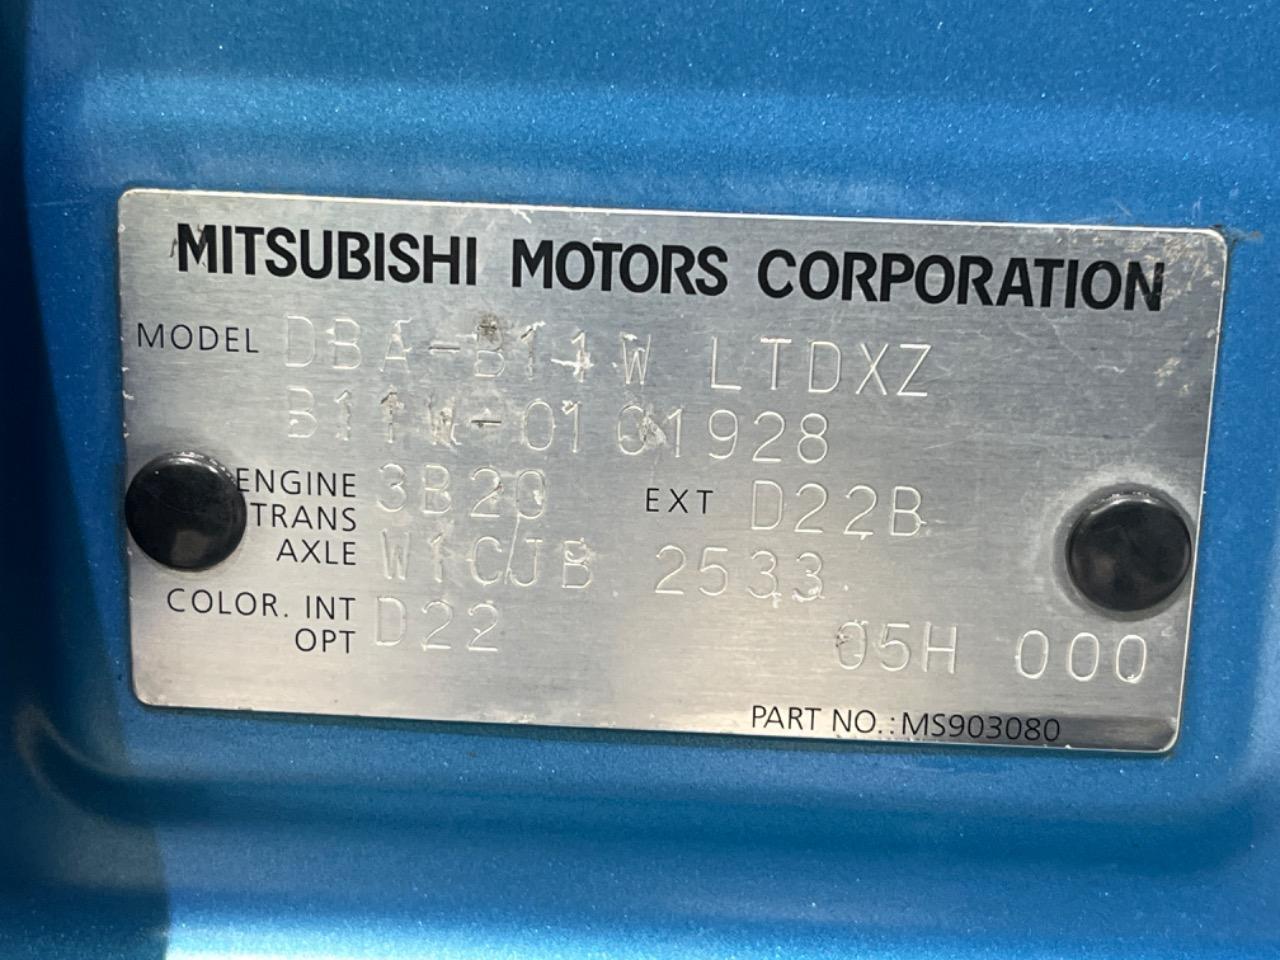 MITSUBISHI MOTORS CORPORATION
MODEL DBA-B11W LTDXZ
B11W-0101928
ENGINE 3B20 EXT D22B
TRANS
AXLE W1CJB 2533
COLOR. INT D22
OPT 05H 000
PART NO.:MS903080